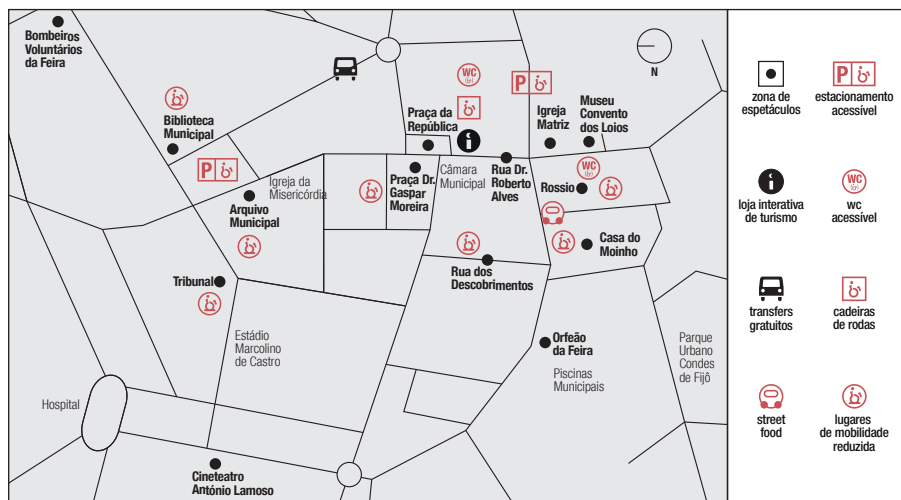 Bombeiros
Voluntários
da Feira
Biblioteca
Municipal
P
WC
P
Praça da
República
i
Igreja
Matriz
Museu
Convento
dos Loios
N
Igreja da
Misericórdia
Arquivo
Municipal
Praça Dr.
Gaspar
Moreira
Câmara
Municipal
Rua Dr.
Roberto
Alves
WC
Rossio
Casa do
Moinho
Tribunal
Rua dos
Descobrimentos
Estádio
Marcolino
de Castro
Orfeão
da Feira
Piscinas
Municipais
Parque
Urbano
Condes
de Fijô
Hospital
Cineteatro
António Lamoso
zona de
espetáculos
P
estacionamento
acessível
i
loja interativa
de turismo
WC
wc
acessível
transfers
gratuitos
cadeiras
de rodas
street
food
lugares
de mobilidade
reduzida